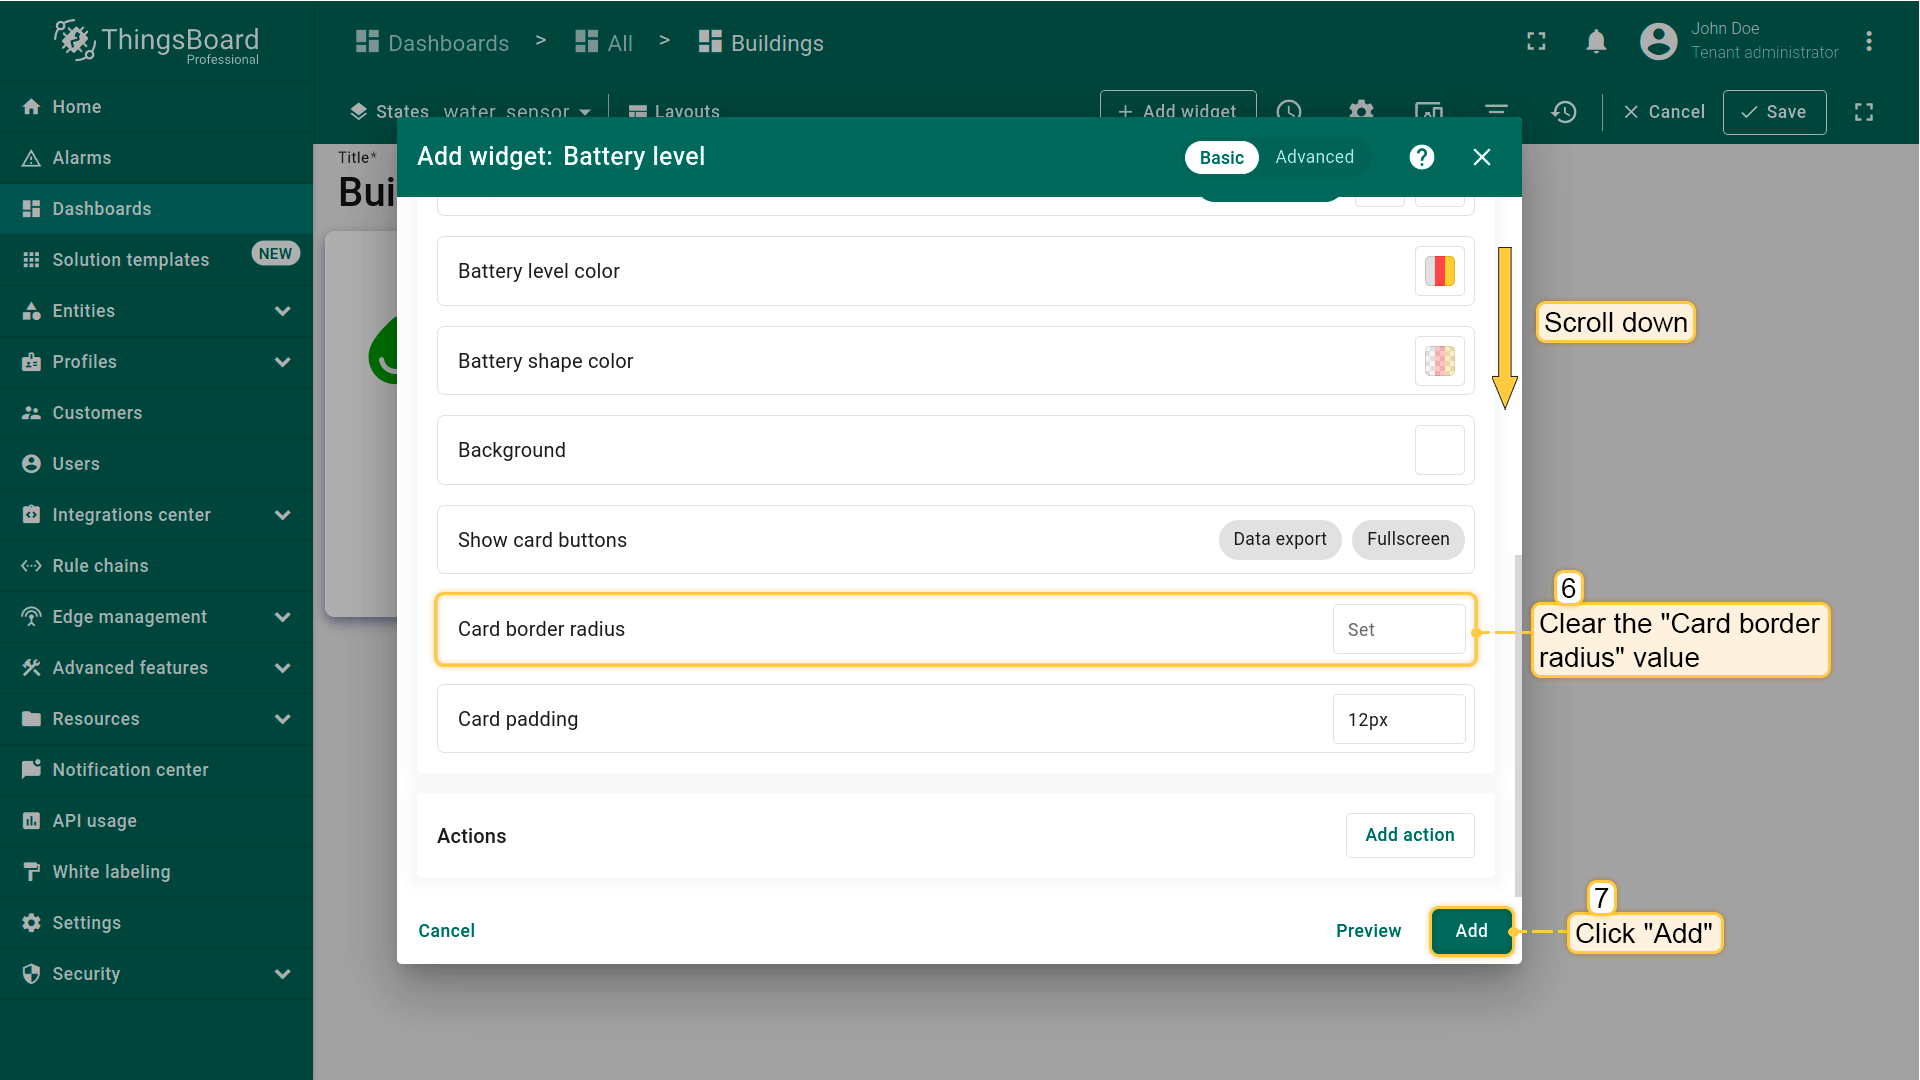 ThingsBoard
Professional
Dashboards > All > Buildings
John Doe
Tenant administrator
Home
Alarms
Dashboards
Solution templates NEW
Entities
Profiles
Customers
Users
Integrations center
Rule chains
Edge management
Advanced features
Resources
Notification center
API usage
White labeling
Settings
Security
States water_sensor Layouts
+ Add widget
Cancel
Save
Title*
Bui
Add widget: Battery level
Basic Advanced
Battery level color
Battery shape color
Background
Show card buttons Data export Fullscreen
Card border radius Set
Card padding 12px
Actions Add action
Cancel Preview Add
Scroll down
6
Clear the "Card border
radius" value
7
Click "Add"